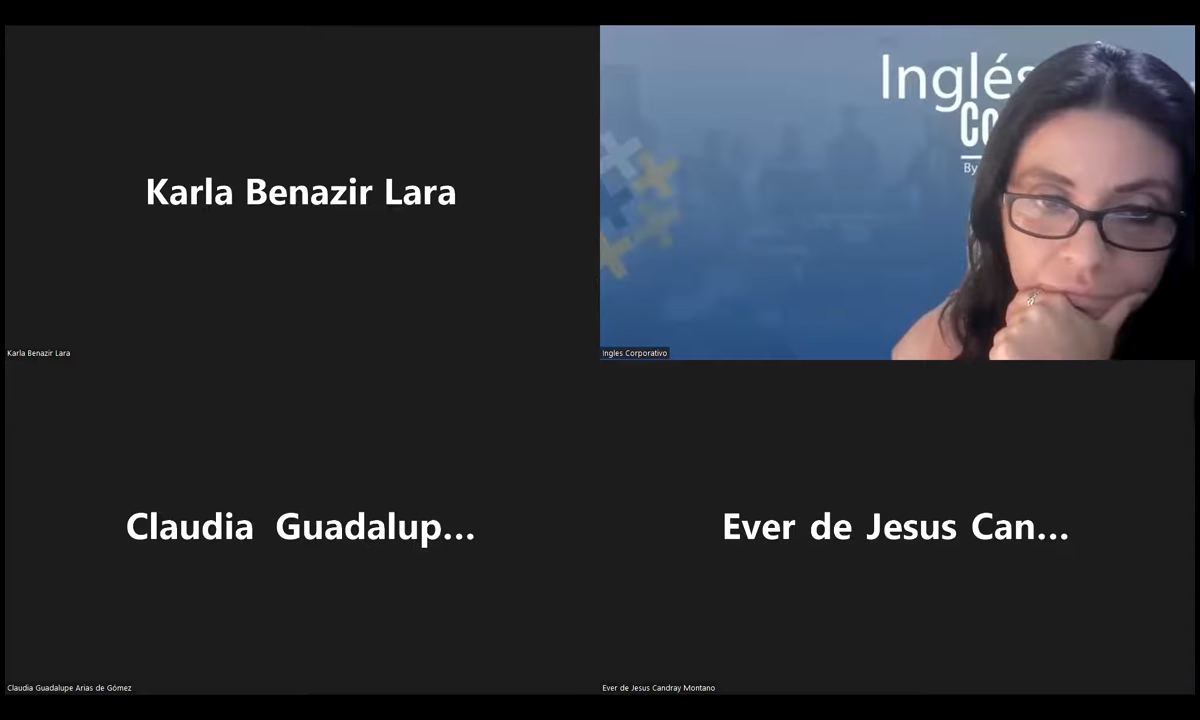 Karla Benazir Lara
Karla Benazir Lara
Inglés
Co
By
Ingles Corporativo
Claudia Guadalup...
Claudia Guadalupe Arias de Gómez
Ever de Jesus Can...
Ever de Jesus Candray Montano